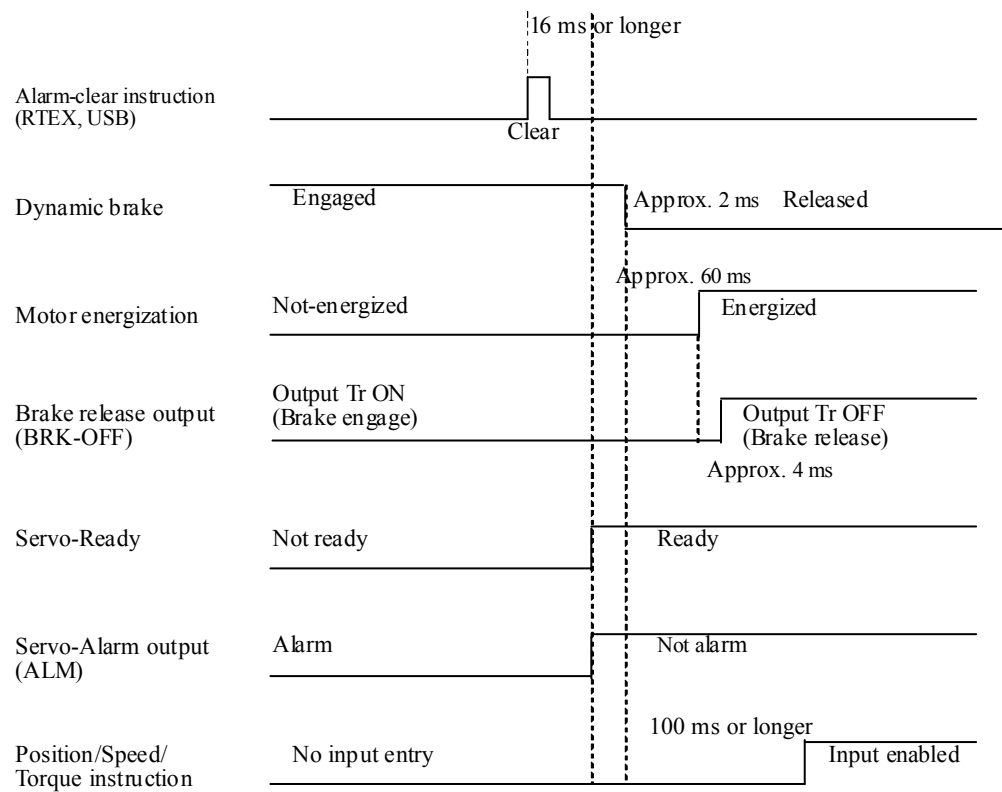 16 ms or longer
Alarm-clear instruction
(RTEX, USB)
Clear
Dynamic brake
Engaged
Approx. 2 ms Released
Approx. 60 ms
Motor energization
Not-energized
Energized
Brake release output
(BRK-OFF)
Output Tr ON
(Brake engage)
Output Tr OFF
(Brake release)
Approx. 4 ms
Servo-Ready
Not ready
Ready
Servo-Alarm output
(ALM)
Alarm
Not alarm
100 ms or longer
Position/Speed/
Torque instruction
No input entry
Input enabled